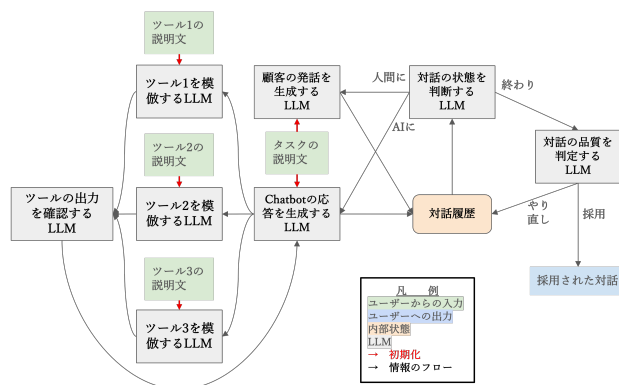 ツール1の
説明文
ツール1を模
倣するLLM
ツール2の
説明文
ツール2を模
倣するLLM
ツール3の
説明文
ツール3を模
倣するLLM
ツールの出力
を確認する
LLM
顧客の発話を
生成する
LLM
タスクの
説明文
Chatbotの応
答を生成する
LLM
人間に
AIに
対話の状態を
判断する
LLM
終わり
対話の品質を
判定する
LLM
対話履歴
やり
直し
採用
採用された対話
凡 例
ユーザーからの入力
ユーザーへの出力
内部状態
LLM
→ 初期化
→ 情報のフロー